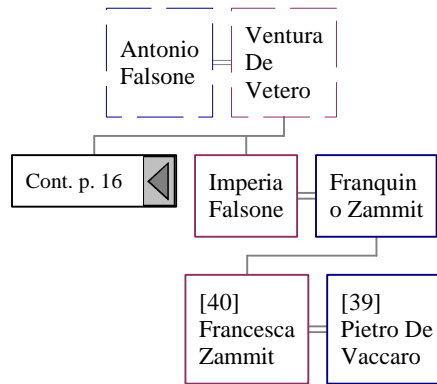 Antonio
Falsone
Ventura
De
Vetero
Cont. p. 16
Imperia
Falsone
Franquin
o Zammit
[40]
Francesca
Zammit
[39]
Pietro De
Vaccaro